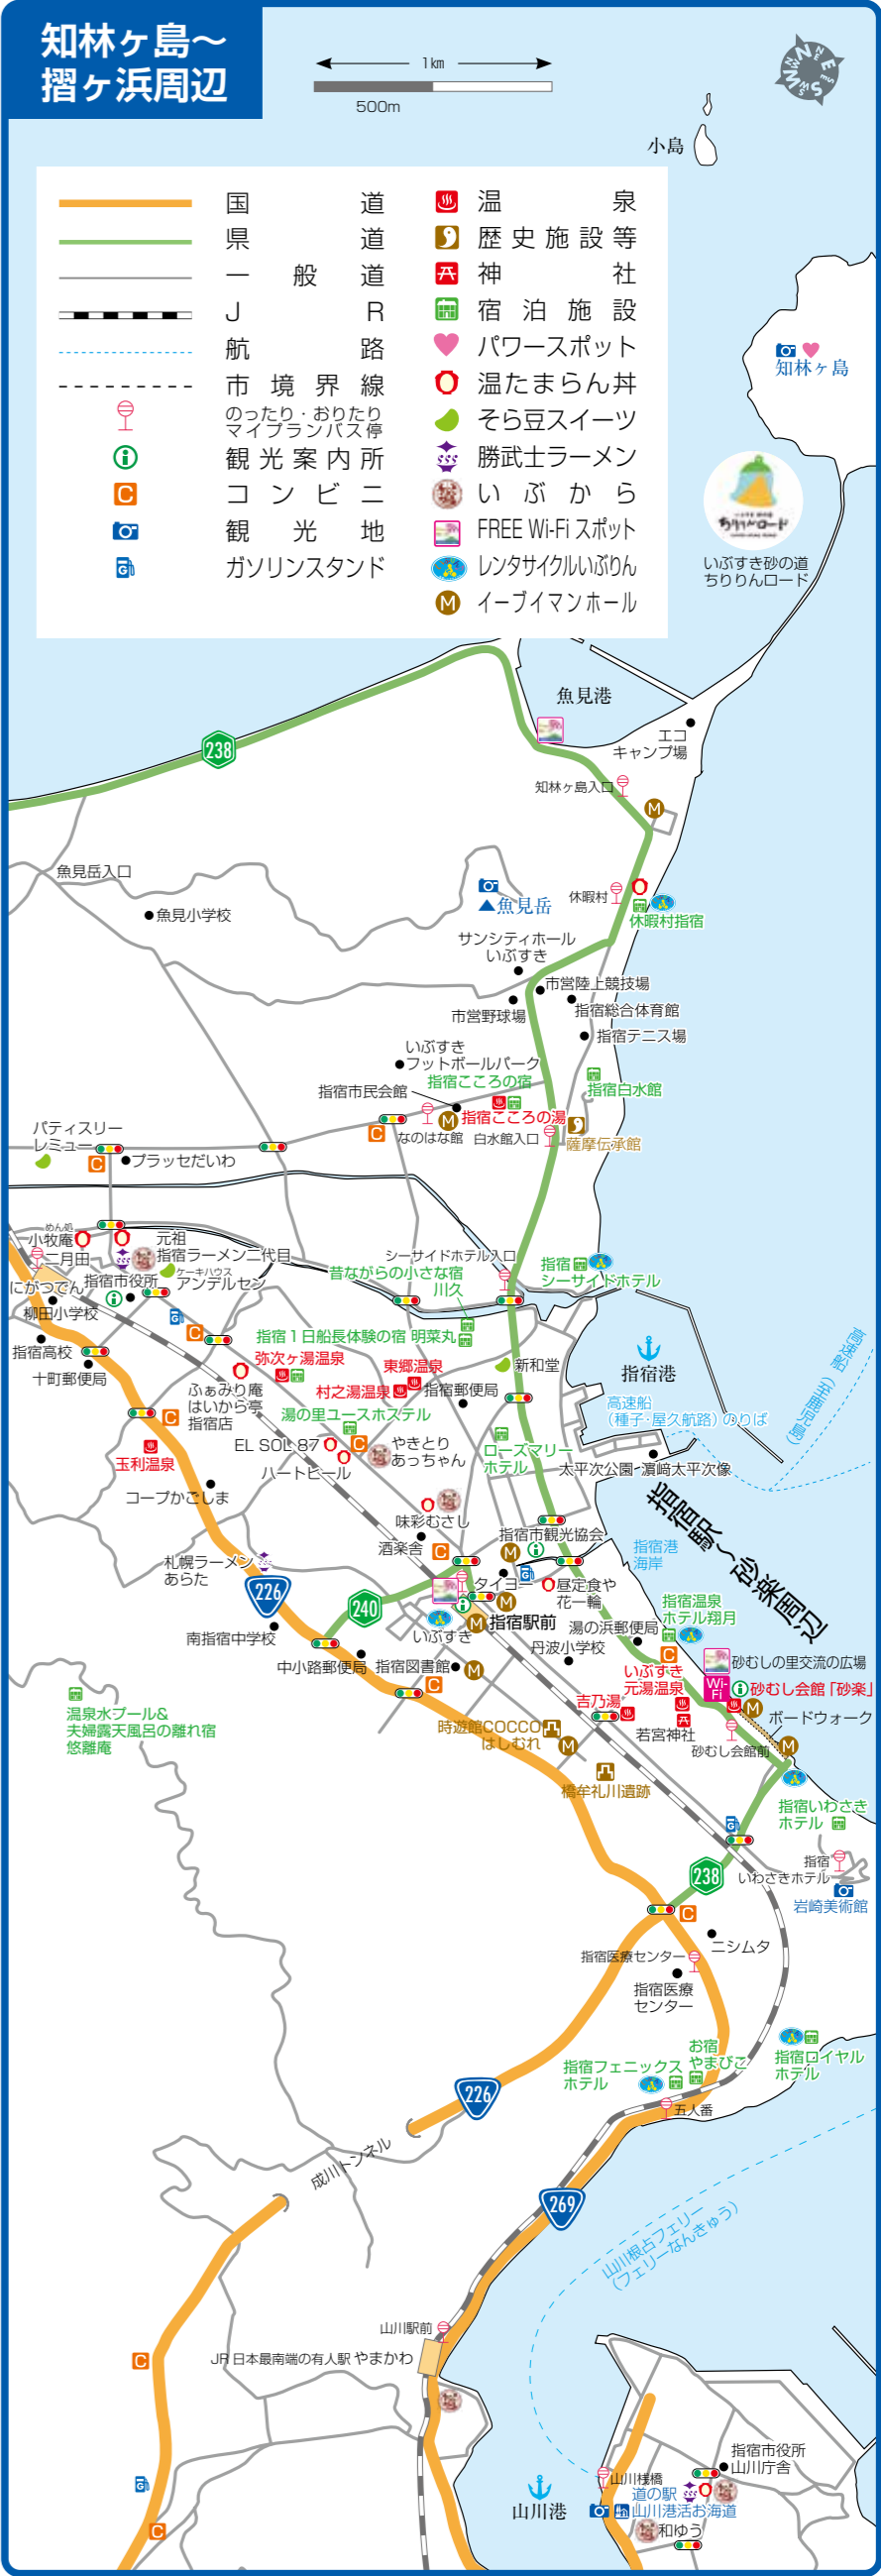 知林ヶ島～
摺ヶ浜周辺
1km
500m
小島
国道
県道
一般道
JR
航路
市境界線
のったり・おりたり
マイプランバス停
観光案内所
コンビニ
観光地
ガソリンスタンド
温泉
歴史施設等
神社
宿泊施設
パワースポット
温たまらん丼
そら豆スイーツ
勝武士ラーメン
いぶから
FREE Wi-Fi スポット
レンタサイクルいぶりん
イーブイマンホール
知林ヶ島
ちりりんロード
いぶすき砂の道
ちりりんロード
魚見港
エコ
キャンプ場
238
知林ヶ島入口
魚見岳入口
魚見小学校
魚見岳
休暇村
休暇村指宿
サンシティホール
いぶすき
市営陸上競技場
市営野球場
指宿総合体育館
指宿テニス場
いぶすき
フットボールパーク
指宿こころの宿
指宿市民会館
指宿白水館
指宿こころの湯
なのはな館
白水館入口
薩摩伝承館
パティスリー
レミュー
プラッセだいわ
めん処
小牧庵
二月田
元祖
指宿ラーメン二代目
ケーキハウス
アンデルセン
にがつでん
指宿市役所
柳田小学校
指宿高校
十町郵便局
シーサイドホテル入口
昔ながらの小さな宿
川久
指宿
シーサイドホテル
指宿1日船長体験の宿 明菜丸
弥次ヶ湯温泉
東郷温泉
村之湯温泉
指宿郵便局
新和堂
ふぁみり庵
はいから亭
指宿店
湯の里ユースホステル
EL SOL 87
ハートピール
やきとり
あっちゃん
玉利温泉
コープかごしま
ローズマリー
ホテル
指宿港
高速船
（種子・屋久航路）のりば
高速船（至鹿児島）
太平次公園・濵﨑太平次像
味彩むさし
酒楽舎
指宿市観光協会
指宿港
海岸
指宿駅～砂楽周辺
札幌ラーメン
あらた
226
240
タイヨー
昼定食や
花一輪
指宿駅前
いぶすき
南指宿中学校
中小路郵便局
指宿図書館
丹波小学校
湯の浜郵便局
指宿温泉
ホテル翔月
砂むしの里交流の広場
Wi-
Fi
砂むし会館「砂楽」
いぶすき
元湯温泉
吉乃湯
若宮神社
ボードウォーク
砂むし会館前
温泉水プール&
夫婦露天風呂の離れ宿
悠離庵
時遊館COCCO
はしむれ
橋牟礼川遺跡
指宿いわさき
ホテル
指宿
いわさきホテル
岩崎美術館
238
ニシムタ
指宿医療センター
指宿医療
センター
お宿
やまびこ
指宿フェニックス
ホテル
指宿ロイヤル
ホテル
五人番
226
成川トンネル
269
山川根占フェリー
（フェリーなんきゅう）
山川駅前
JR 日本最南端の有人駅 やまかわ
指宿市役所
山川庁舎
山川桟橋
山川港
道の駅
山川港活お海道
和ゆう